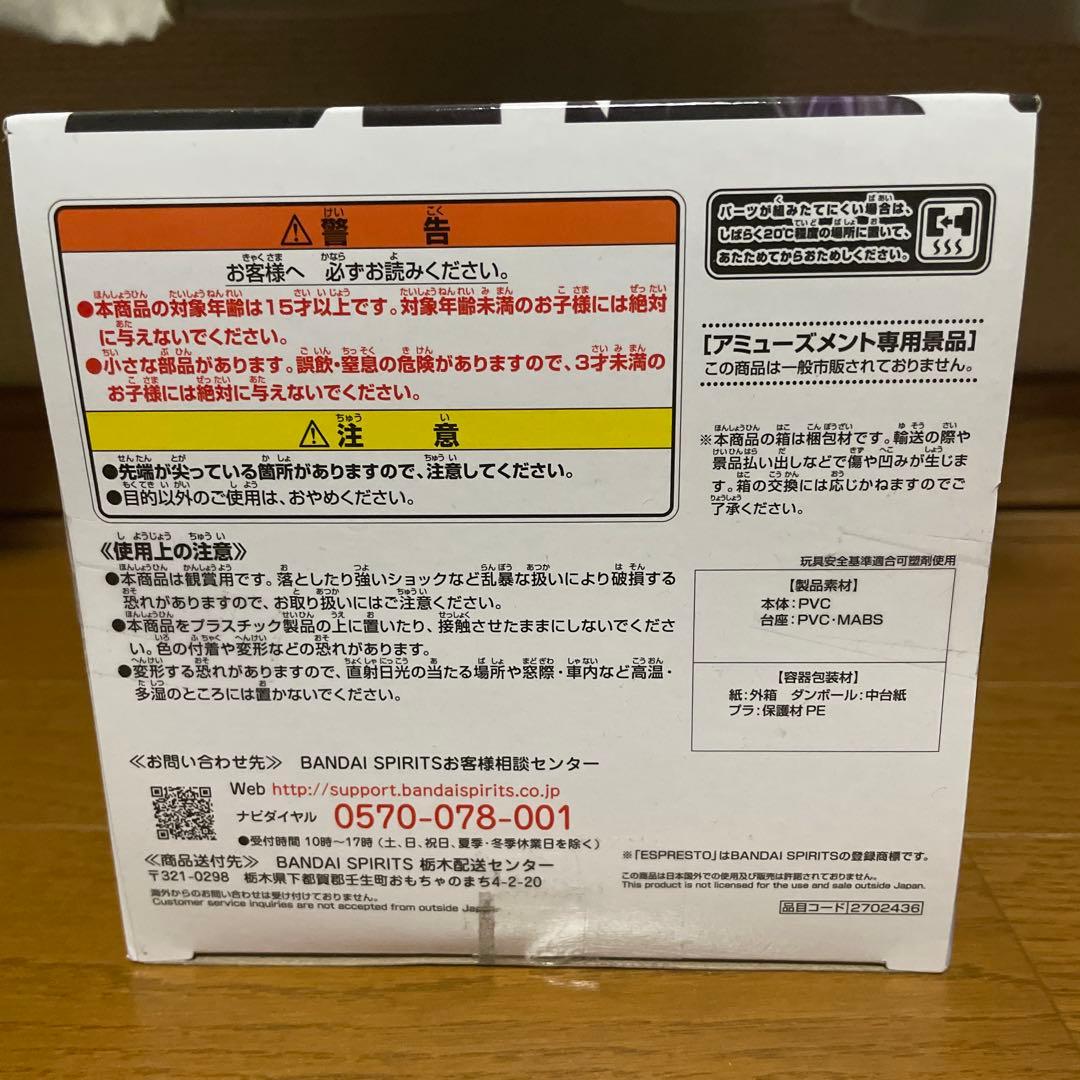 ⚠警告
お客様へ 必ずお読みください。
●本商品の対象年齢は15才以上です。対象年齢未満のお子様には絶対
に与えないでください。
●小さな部品があります。誤飲・窒息の危険がありますので、3才未満の
お子様には絶対に与えないでください。
⚠注意
●先端が尖っている箇所がありますので、注意してください。
●目的以外のご使用は、おやめください。
《使用上の注意》
●本商品は観賞用です。落としたり強いショックなど乱暴な扱いにより破損する
恐れがありますので、お取り扱いにはご注意ください。
●本商品をプラスチック製品の上に置いたり、接触させたままにしないでくださ
い。色の付着や変形などの恐れがあります。
●変形する恐れがありますので、直射日光の当たる場所や窓際・車内など高温・
多湿のところには置かないでください。
≪お問い合わせ先≫ BANDAI SPIRITSお客様相談センター
Web http://support.bandaispirits.co.jp
ナビダイヤル 0570-078-001
●受付時間 10時〜17時(土、日、祝日、夏季・冬季休業日を除く)
≪商品送付先≫ BANDAI SPIRITS 栃木配送センター
〒321-0298 栃木県下都賀郡壬生町おもちゃのまち4-2-20
海外からのお問い合わせは受け付けておりません。
Customer service inquiries are not accepted from outside
パーツが組みたてにくい場合は、
しばらく20℃程度の場所に置いて、
あたためてからおためしください。
[アミューズメント専用景品]
この商品は一般市販されておりません。
※本商品の箱は梱包材です。輸送の際や
景品払い出しなどで傷や凹みが生じま
す。箱の交換には応じかねますのでご
了承ください。
玩具安全基準適合可塑剤使用
【製品素材】
本体:PVC
台座:PVC・MABS
【容器包装材】
紙:外箱 ダンボール:中台紙
プラ:保護材PE
※「ESPRESTO」はBANDAI SPIRITSの登録商標です。
この商品は日本国外での使用及び販売は許諾されておりません。
This product is not licensed for the use and sale outside Japan.
品目コード 2702436